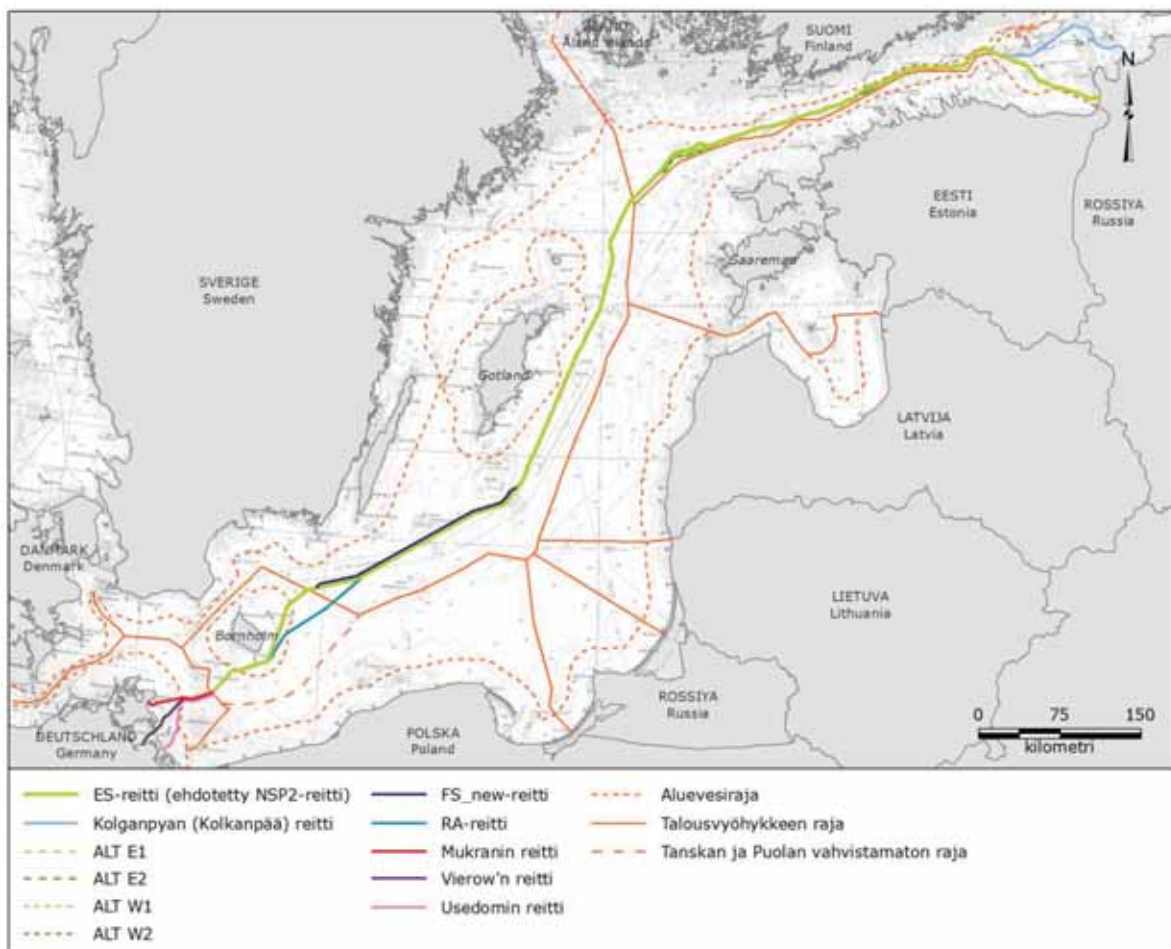 Åland Islands
SUOMI
Finland
N
EESTI
Estonia
ROSSIYA
Russia
Saaremaa
SVERIGE
Sweden
Gotland
LATVIJA
Latvia
DANMARK
Denmark
LIETUVA
Lithuania
Bornholm
ROSSIYA
Russia
DEUTSCHLAND
Germany
POLSKA
Poland
0 75 150
kilometri
ES-reitti (ehdotetty NSP2-reitti)
Kolganpyan (Kolkanpää) reitti
ALT E1
ALT E2
ALT W1
ALT W2
FS_new-reitti
RA-reitti
Mukranin reitti
Vierow'n reitti
Usedomin reitti
Aluevesiraja
Talousvyöhykkeen raja
Tanskan ja Puolan vahvistamaton raja